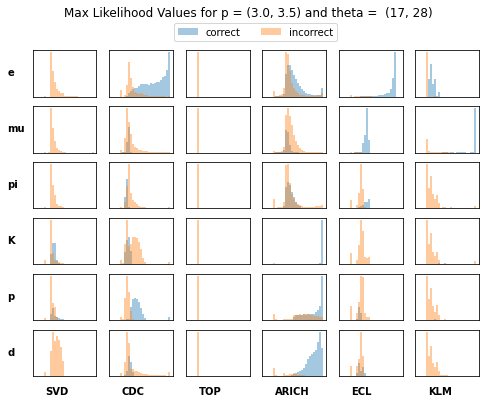 Max Likelihood Values for p = (3.0, 3.5) and theta =  (17, 28)
correct incorrect
e
mu
pi
K
p
d
SVD CDC TOP ARICH ECL KLM